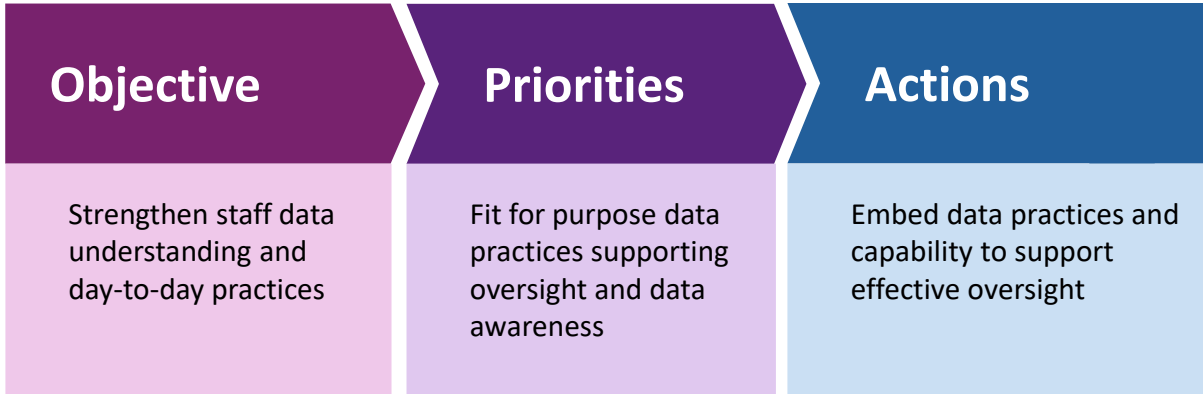 Objective
Priorities
Actions
Strengthen staff data
understanding and
day-to-day practices
Fit for purpose data
practices supporting
oversight and data
awareness
Embed data practices and
capability to support
effective oversight